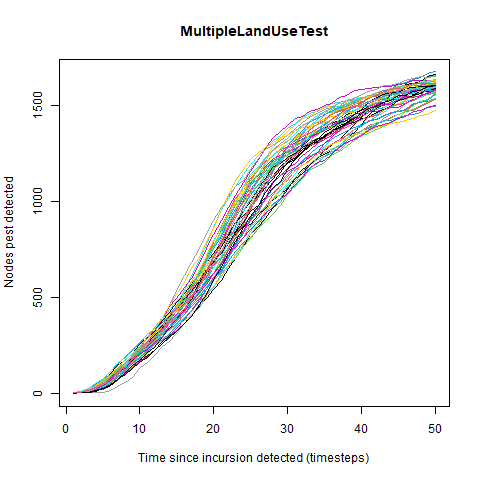 MultipleLandUseTest
Nodes pest detected
1500
1000
500
0
0 10 20 30 40 50
Time since incursion detected (timesteps)